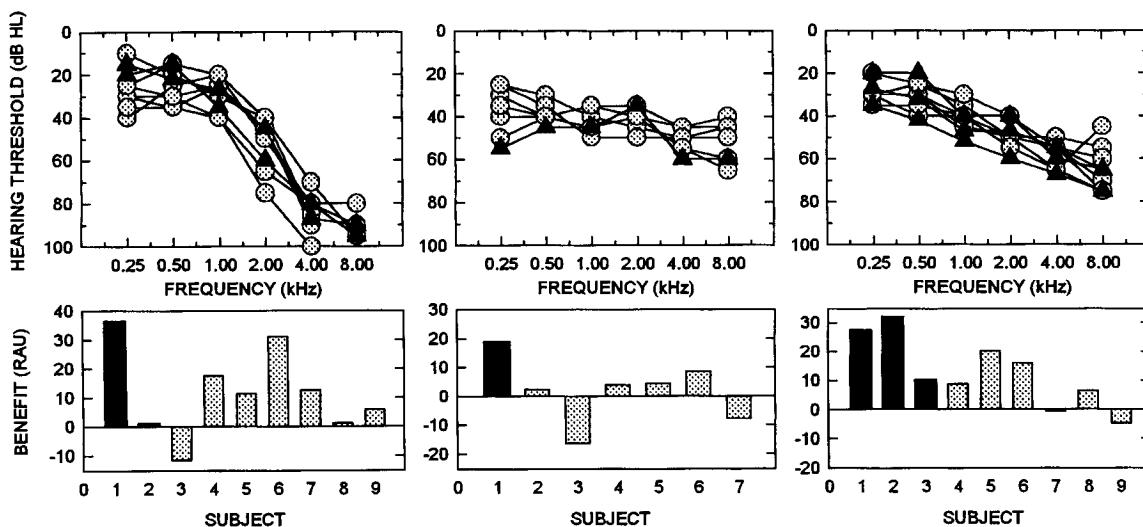 HEARING THRESHOLD (dB HL)
0
20
40
60
80
100
0.25 0.50 1.00 2.00 4.00 8.00
FREQUENCY (kHz)
0
20
40
60
80
100
0.25 0.50 1.00 2.00 4.00 8.00
FREQUENCY (kHz)
0
20
40
60
80
100
0.25 0.50 1.00 2.00 4.00 8.00
FREQUENCY (kHz)
BENEFIT (RAU)
40
30
20
10
0
-10
0 1 2 3 4 5 6 7 8 9
SUBJECT
30
20
10
0
-10
-20
0 1 2 3 4 5 6 7
SUBJECT
30
20
10
0
-10
-20
0 1 2 3 4 5 6 7 8 9
SUBJECT